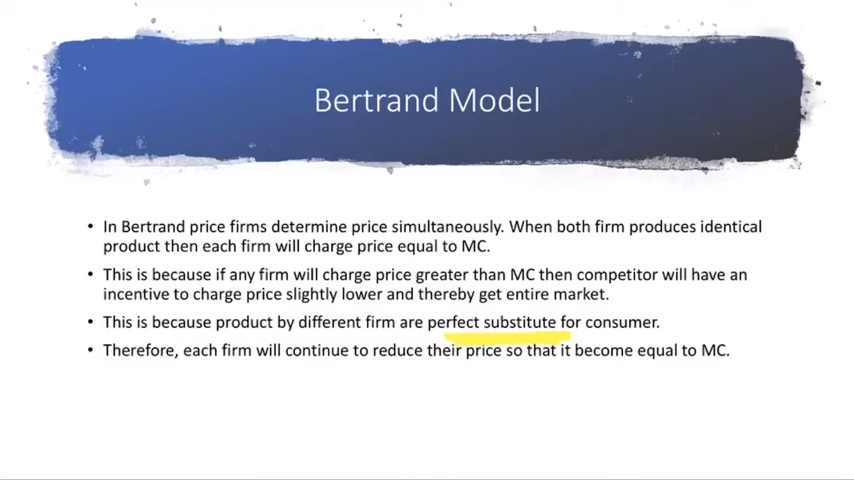 Bertrand Model
• In Bertrand price firms determine price simultaneously. When both firm produces identical
product then each firm will charge price equal to MC.
• This is because if any firm will charge price greater than MC then competitor will have an
incentive to charge price slightly lower and thereby get entire market.
• This is because product by different firm are perfect substitute for consumer.
• Therefore, each firm will continue to reduce their price so that it become equal to MC.